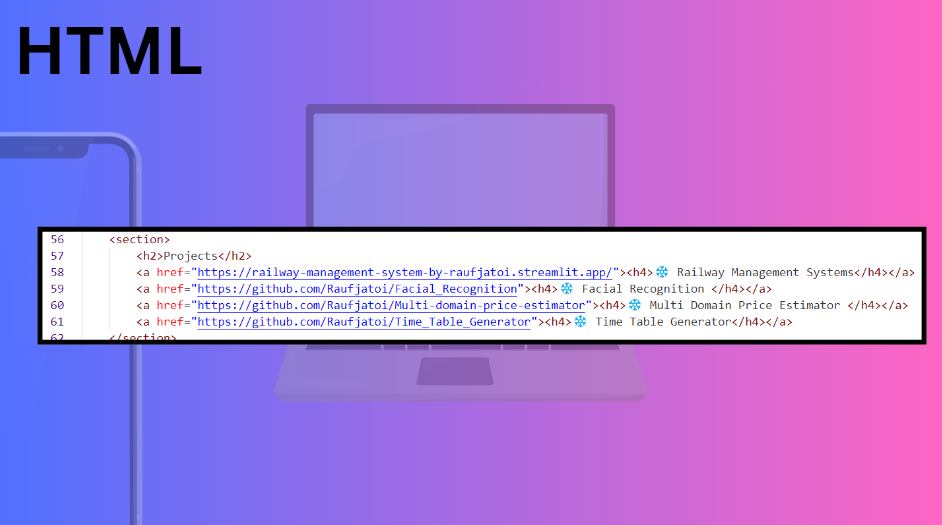 HTML
56 <section>
57 <h2>Projects</h2>
58 <a href="https://railway-management-system-by-raufjatoi.streamlit.app/"><h4>❄️ Railway Management Systems</h4></a>
59 <a href="https://github.com/Raufjatoi/Facial_Recognition"><h4>❄️ Facial Recognition </h4></a>
60 <a href="https://github.com/Raufjatoi/Multi-domain-price-estimator"><h4>❄️ Multi Domain Price Estimator </h4></a>
61 <a href="https://github.com/Raufjatoi/Time_Table_Generator"><h4>❄️ Time Table Generator</h4></a>
62 </section>